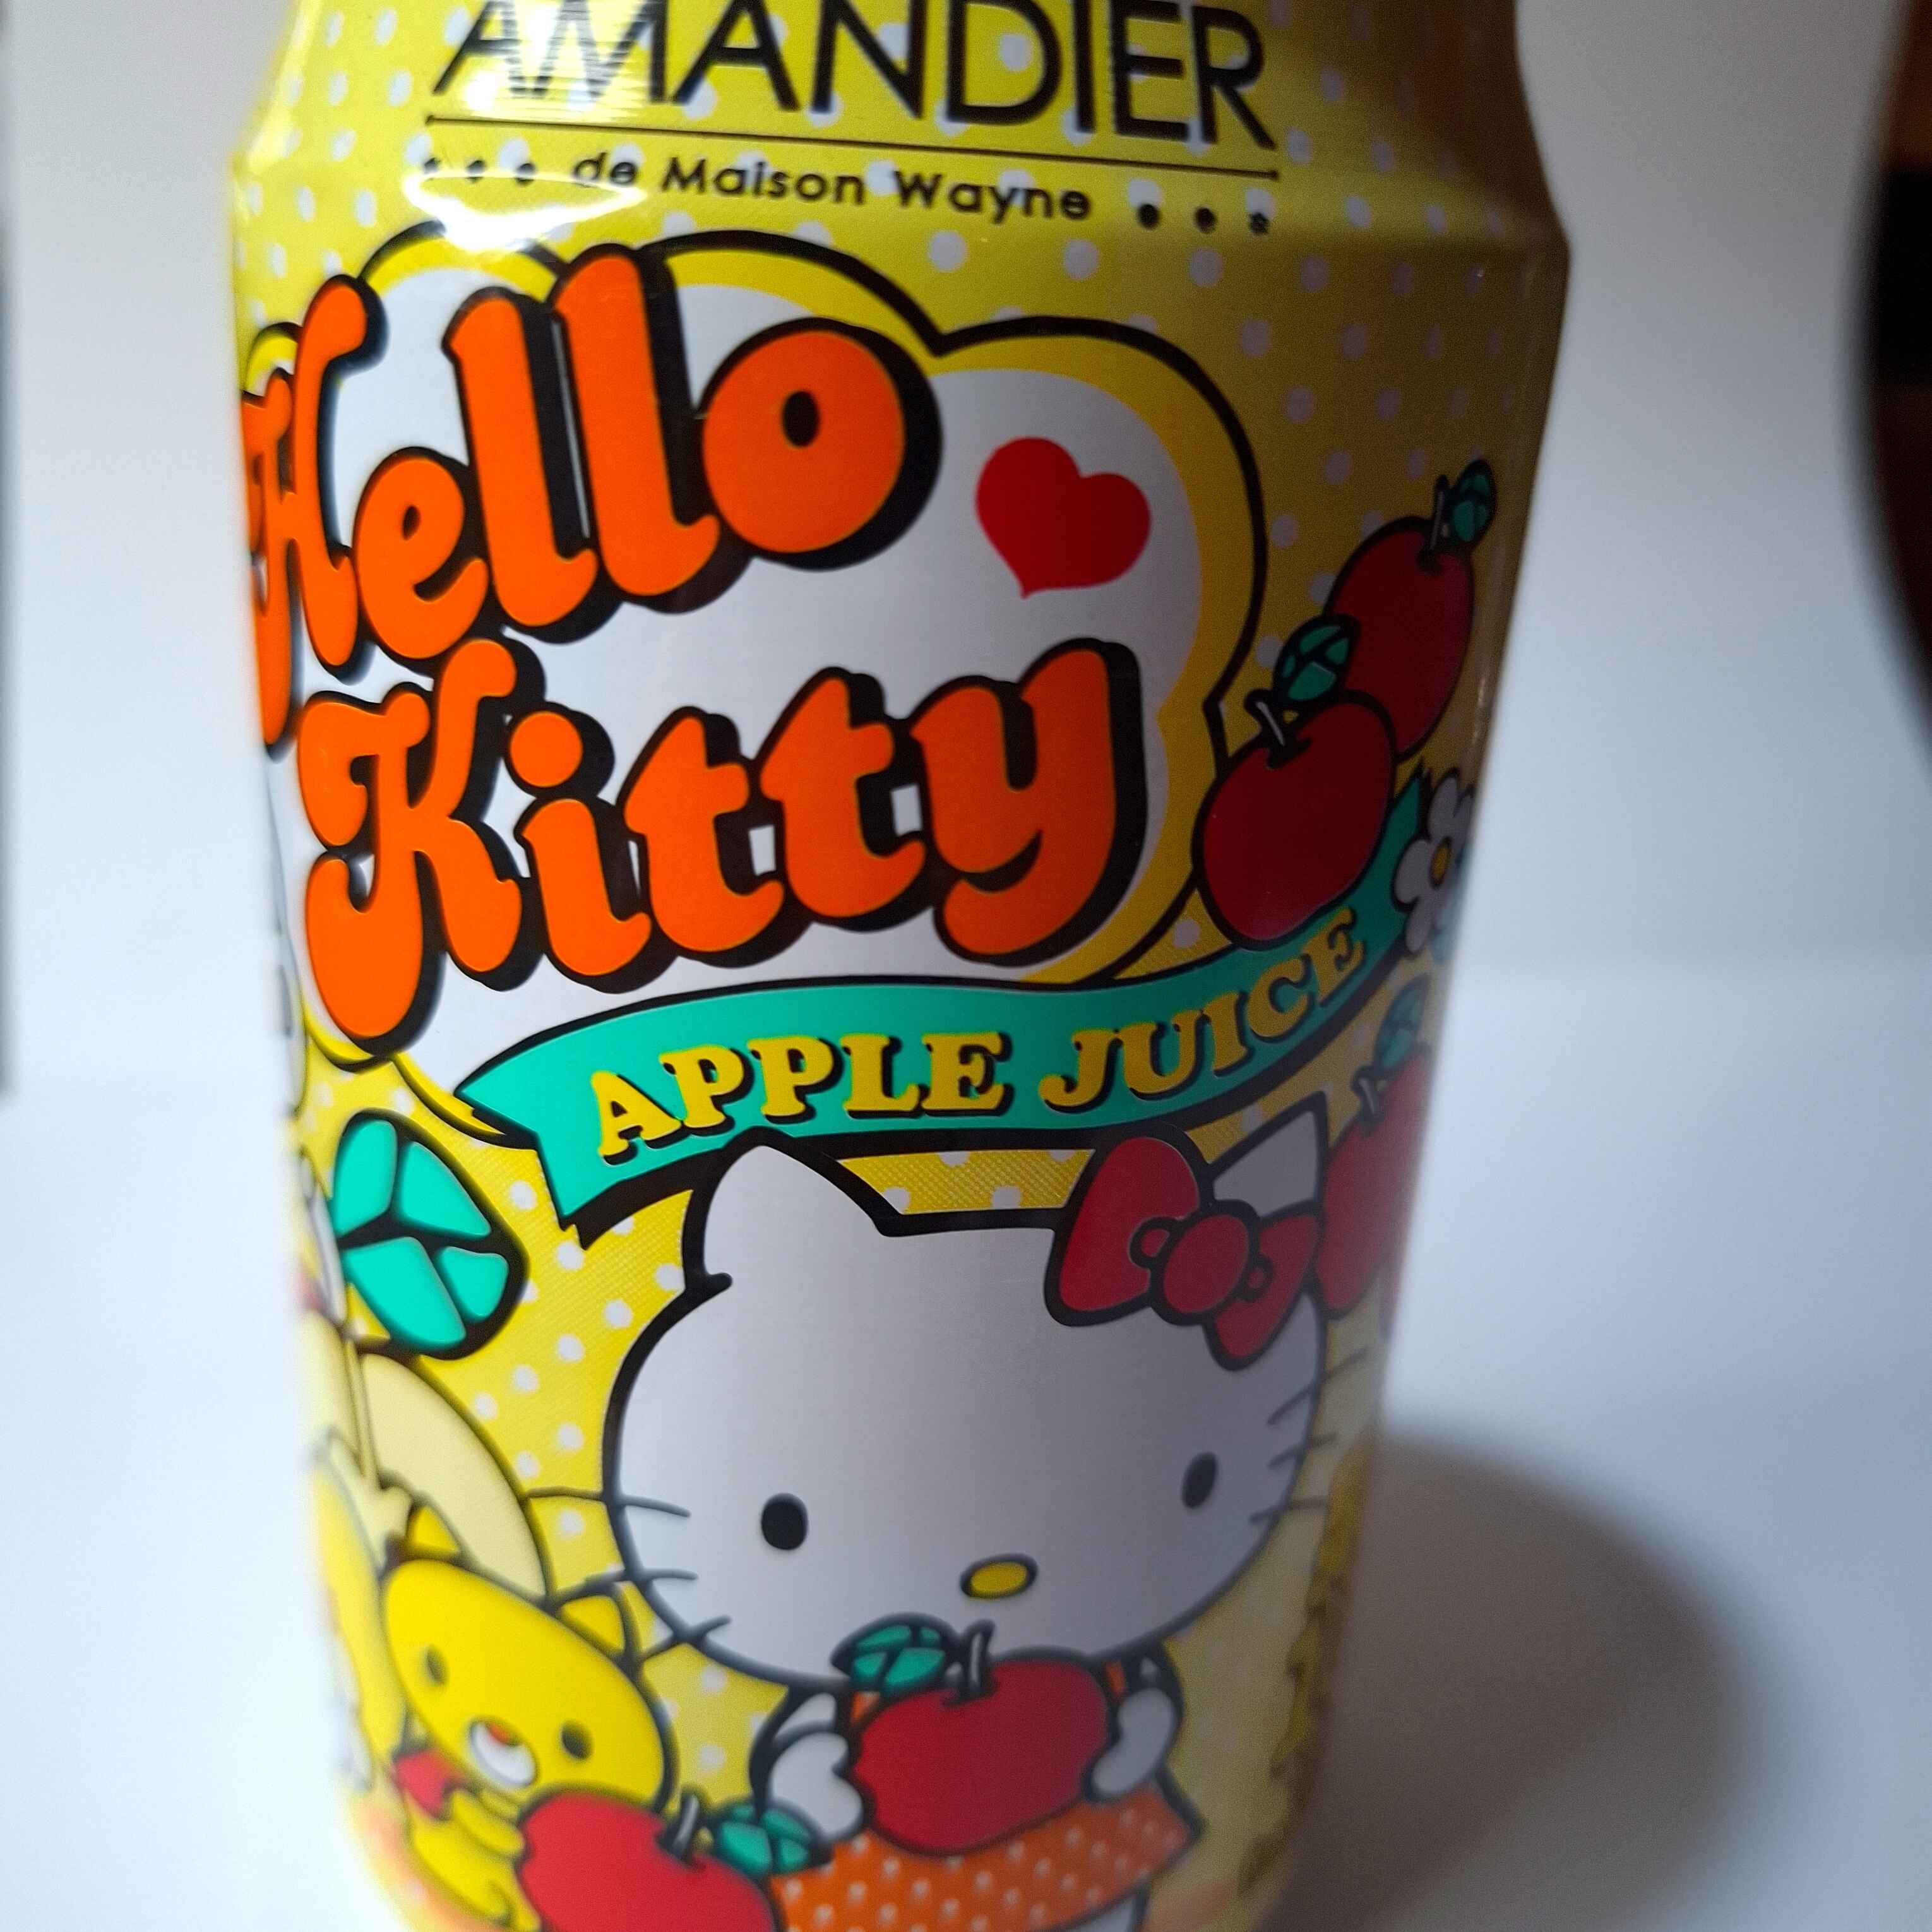 AMANDIER
de Maison Wayne
Hello
Kitty
APPLE JUICE